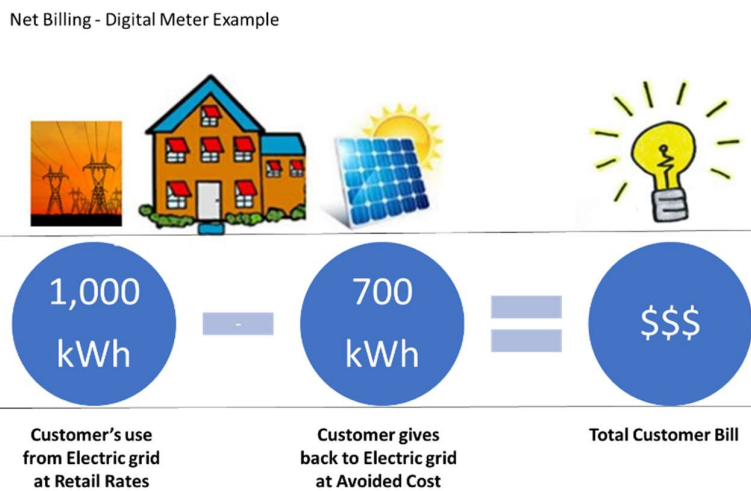 Net Billing - Digital Meter Example
1,000
kWh
-
700
kWh
$$$
Customer's use
from Electric grid
at Retail Rates
Customer gives
back to Electric grid
at Avoided Cost
Total Customer Bill